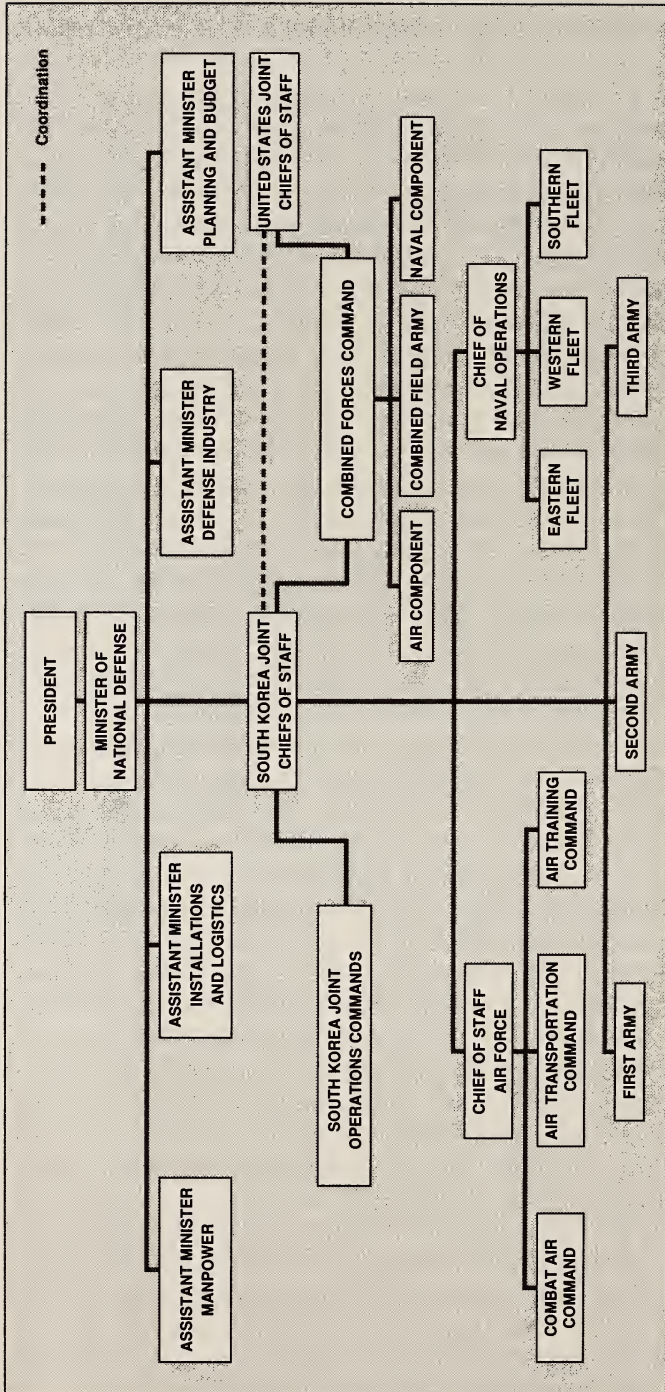 Coordination
PRESIDENT
MINISTER OF
NATIONAL DEFENSE
ASSISTANT MINISTER
MANPOWER
ASSISTANT MINISTER
INSTALLATIONS
AND LOGISTICS
ASSISTANT MINISTER
DEFENSE INDUSTRY
ASSISTANT MINISTER
PLANNING AND BUDGET
SOUTH KOREA JOINT
CHIEFS OF STAFF
UNITED STATES JOINT
CHIEFS OF STAFF
SOUTH KOREA JOINT
OPERATIONS COMMANDS
COMBINED FORCES COMMAND
AIR COMPONENT
COMBINED FIELD ARMY
NAVAL COMPONENT
CHIEF OF STAFF
AIR FORCE
CHIEF OF
NAVAL OPERATIONS
COMBAT AIR
COMMAND
AIR TRANSPORTATION
COMMAND
AIR TRAINING
COMMAND
EASTERN
FLEET
WESTERN
FLEET
SOUTHERN
FLEET
FIRST ARMY
SECOND ARMY
THIRD ARMY